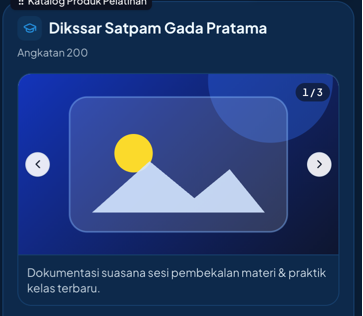 Katalog Produk Pelatihan
Dikssar Satpam Gada Pratama
Angkatan 200
1 / 3
Dokumentasi suasana sesi pembekalan materi & praktik
kelas terbaru.